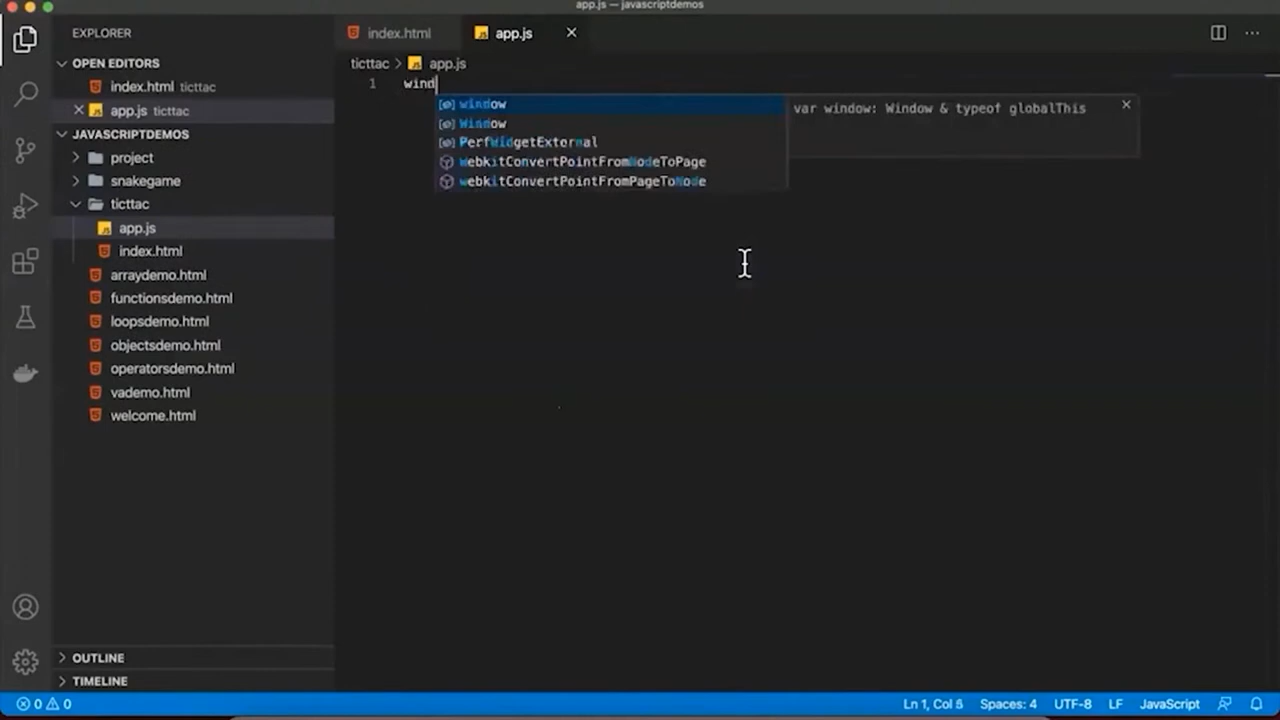 app.js — javascriptdemos
EXPLORER
OPEN EDITORS
index.html ticttac
app.js ticttac
JAVASCRIPTDEMOS
project
snakegame
ticttac
app.js
index.html
arraydemo.html
functionsdemo.html
loopsdemo.html
objectsdemo.html
operatorsdemo.html
vademo.html
welcome.html
OUTLINE
TIMELINE
index.html
app.js
ticttac > app.js
1 wind
window
Window
PerfWidgetExternal
webkitConvertPointFromNodeToPage
webkitConvertPointFromPageToNode
var window: Window & typeof globalThis
0 0
Ln 1, Col 5 Spaces: 4 UTF-8 LF JavaScript